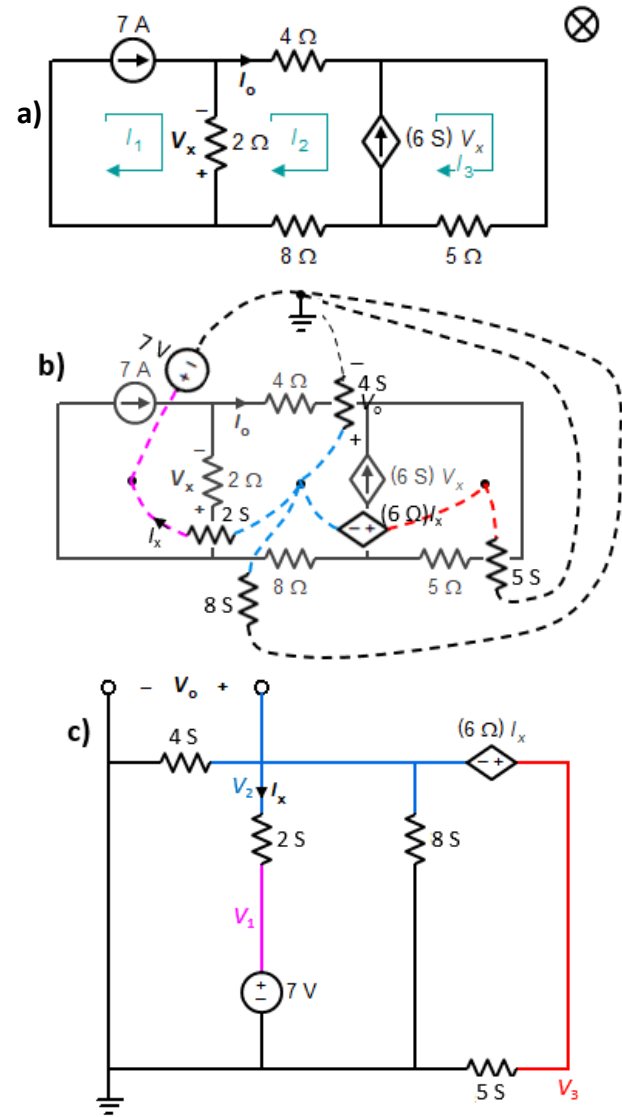 7 A
4 Ω
I_o
a)
I_1
V_x
−
+
2 Ω
I_2
(6 S) V_x
I_3
8 Ω
5 Ω
b)
7 V
+ −
7 A
4 Ω
−
4 S
V_o
+
I_o
−
V_x
+
2 Ω
(6 S) V_x
2 S
I_x
− +
(6 Ω)I_x
8 S
8 Ω
5 Ω
5 S
c)
− V_o +
4 S
(6 Ω) I_x
− +
V_2
I_x
2 S
8 S
V_1
+
−
7 V
5 S
V_3